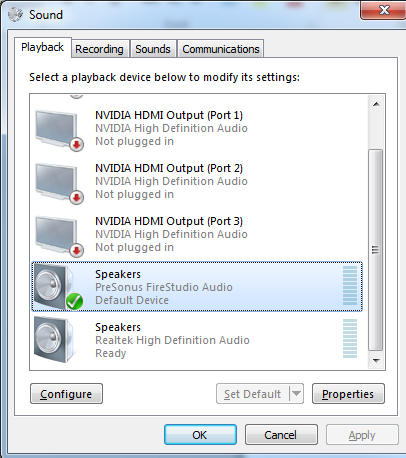 Sound
Playback Recording Sounds Communications
Select a playback device below to modify its settings:
NVIDIA HDMI Output (Port 1)
NVIDIA High Definition Audio
Not plugged in
NVIDIA HDMI Output (Port 2)
NVIDIA High Definition Audio
Not plugged in
NVIDIA HDMI Output (Port 3)
NVIDIA High Definition Audio
Not plugged in
Speakers
PreSonus FireStudio Audio
Default Device
Speakers
Realtek High Definition Audio
Ready
Configure Set Default Properties
OK Cancel Apply